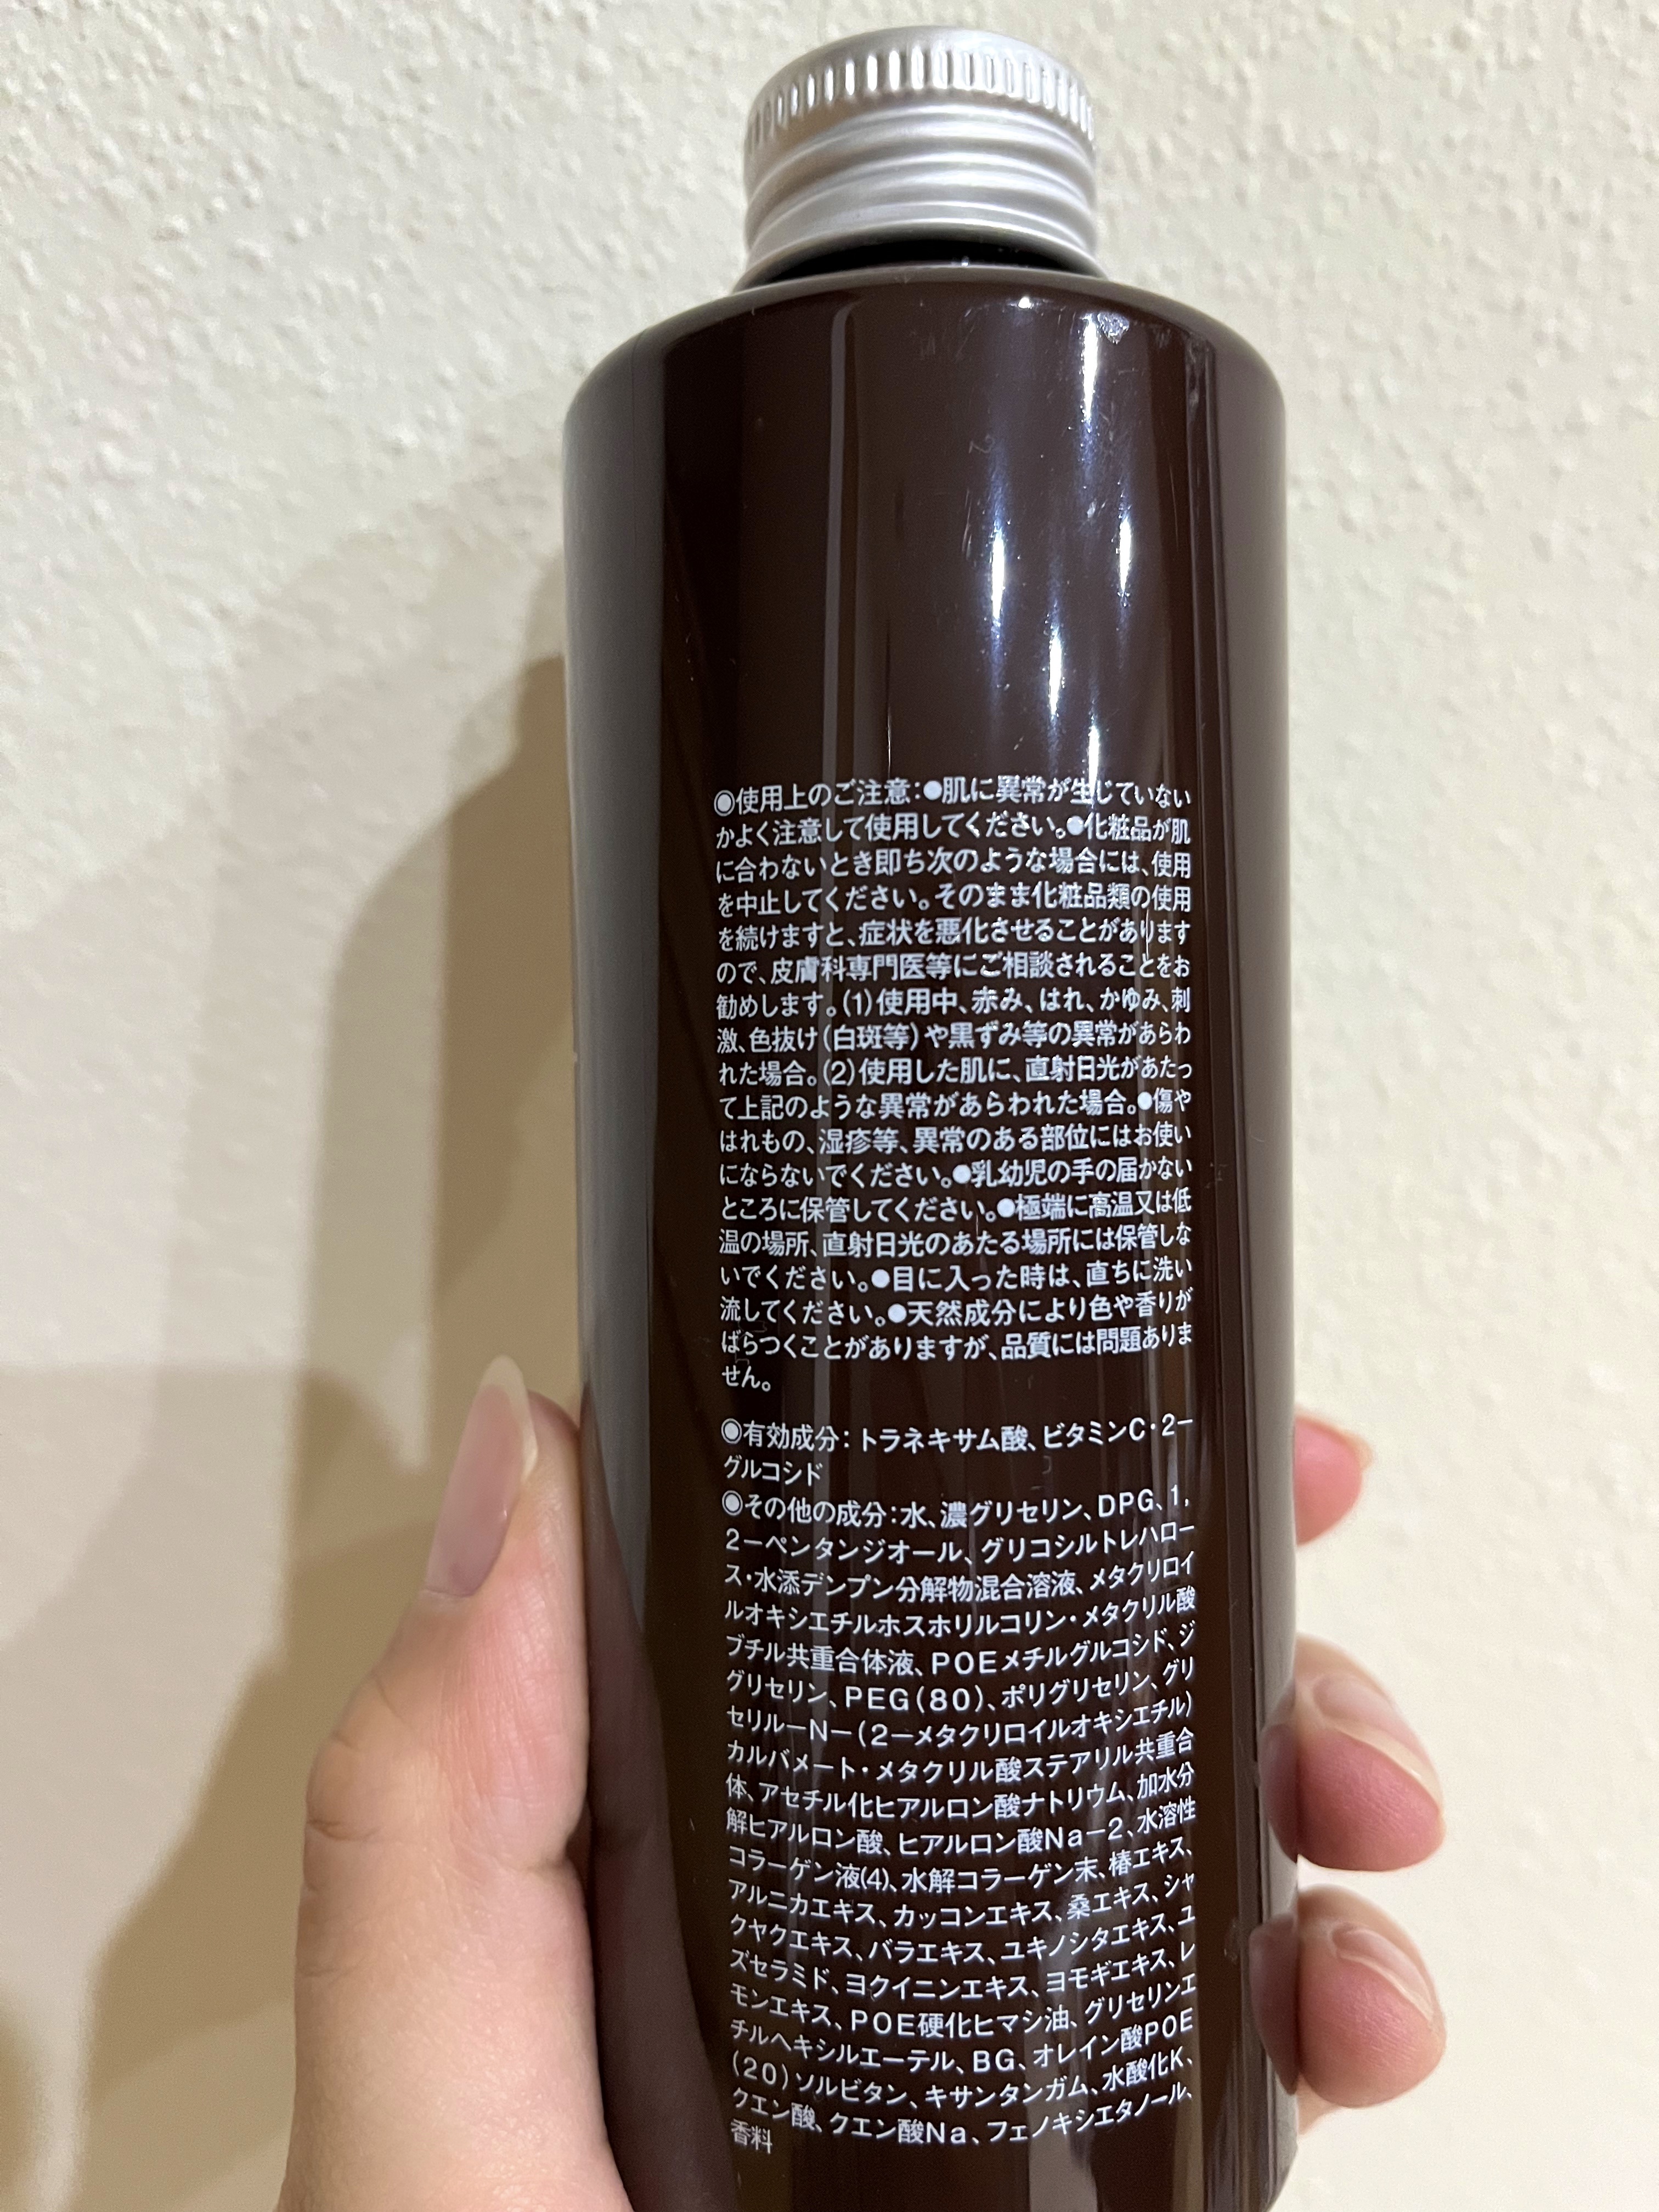 ◉使用上のご注意:●肌に異常が生じていない
かよく注意して使用してください。●化粧品が肌
に合わないとき即ち次のような場合には、使用
を中止してください。そのまま化粧品類の使用
を続けますと、症状を悪化させることがあります
ので、皮膚科専門医等にご相談されることをお
勧めします。(1)使用中、赤み、はれ、かゆみ、刺
激、色抜け(白斑等)や黒ずみ等の異常があらわ
れた場合。(2)使用した肌に、直射日光があたっ
て上記のような異常があらわれた場合。●傷や
はれもの、湿疹等、異常のある部位にはお使い
にならないでください。●乳幼児の手の届かない
ところに保管してください。●極端に高温又は低
温の場所、直射日光のあたる場所には保管しな
いでください。●目に入った時は、直ちに洗い
流してください。●天然成分により色や香りが
ばらつくことがありますが、品質には問題ありま
せん。
◉有効成分:トラネキサム酸、ビタミンC・2−
グルコシド
◉その他の成分:水、濃グリセリン、DPG、1,
2−ペンタンジオール、グリコシルトレハロー
ス・水添デンプン分解物混合溶液、メタクリロイ
ルオキシエチルホスホリルコリン・メタクリル酸
ブチル共重合体液、POEメチルグルコシド、ジ
グリセリン、PEG(80)、ポリグリセリン、グリ
セリル−N−(2−メタクリロイルオキシエチル)
カルバメート・メタクリル酸ステアリル共重合
体、アセチル化ヒアルロン酸ナトリウム、加水分
解ヒアルロン酸、ヒアルロン酸Na−2、水溶性
コラーゲン液(4)、水解コラーゲン末、椿エキス、
アルニカエキス、カッコンエキス、桑エキス、シャ
クヤクエキス、バラエキス、ユキノシタエキス、ユ
ズセラミド、ヨクイニンエキス、ヨモギエキス、レ
モンエキス、POE硬化ヒマシ油、グリセリンエ
チルヘキシルエーテル、BG、オレイン酸POE
(20)ソルビタン、キサンタンガム、水酸化K、
クエン酸、クエン酸Na、フェノキシエタノール、
香料